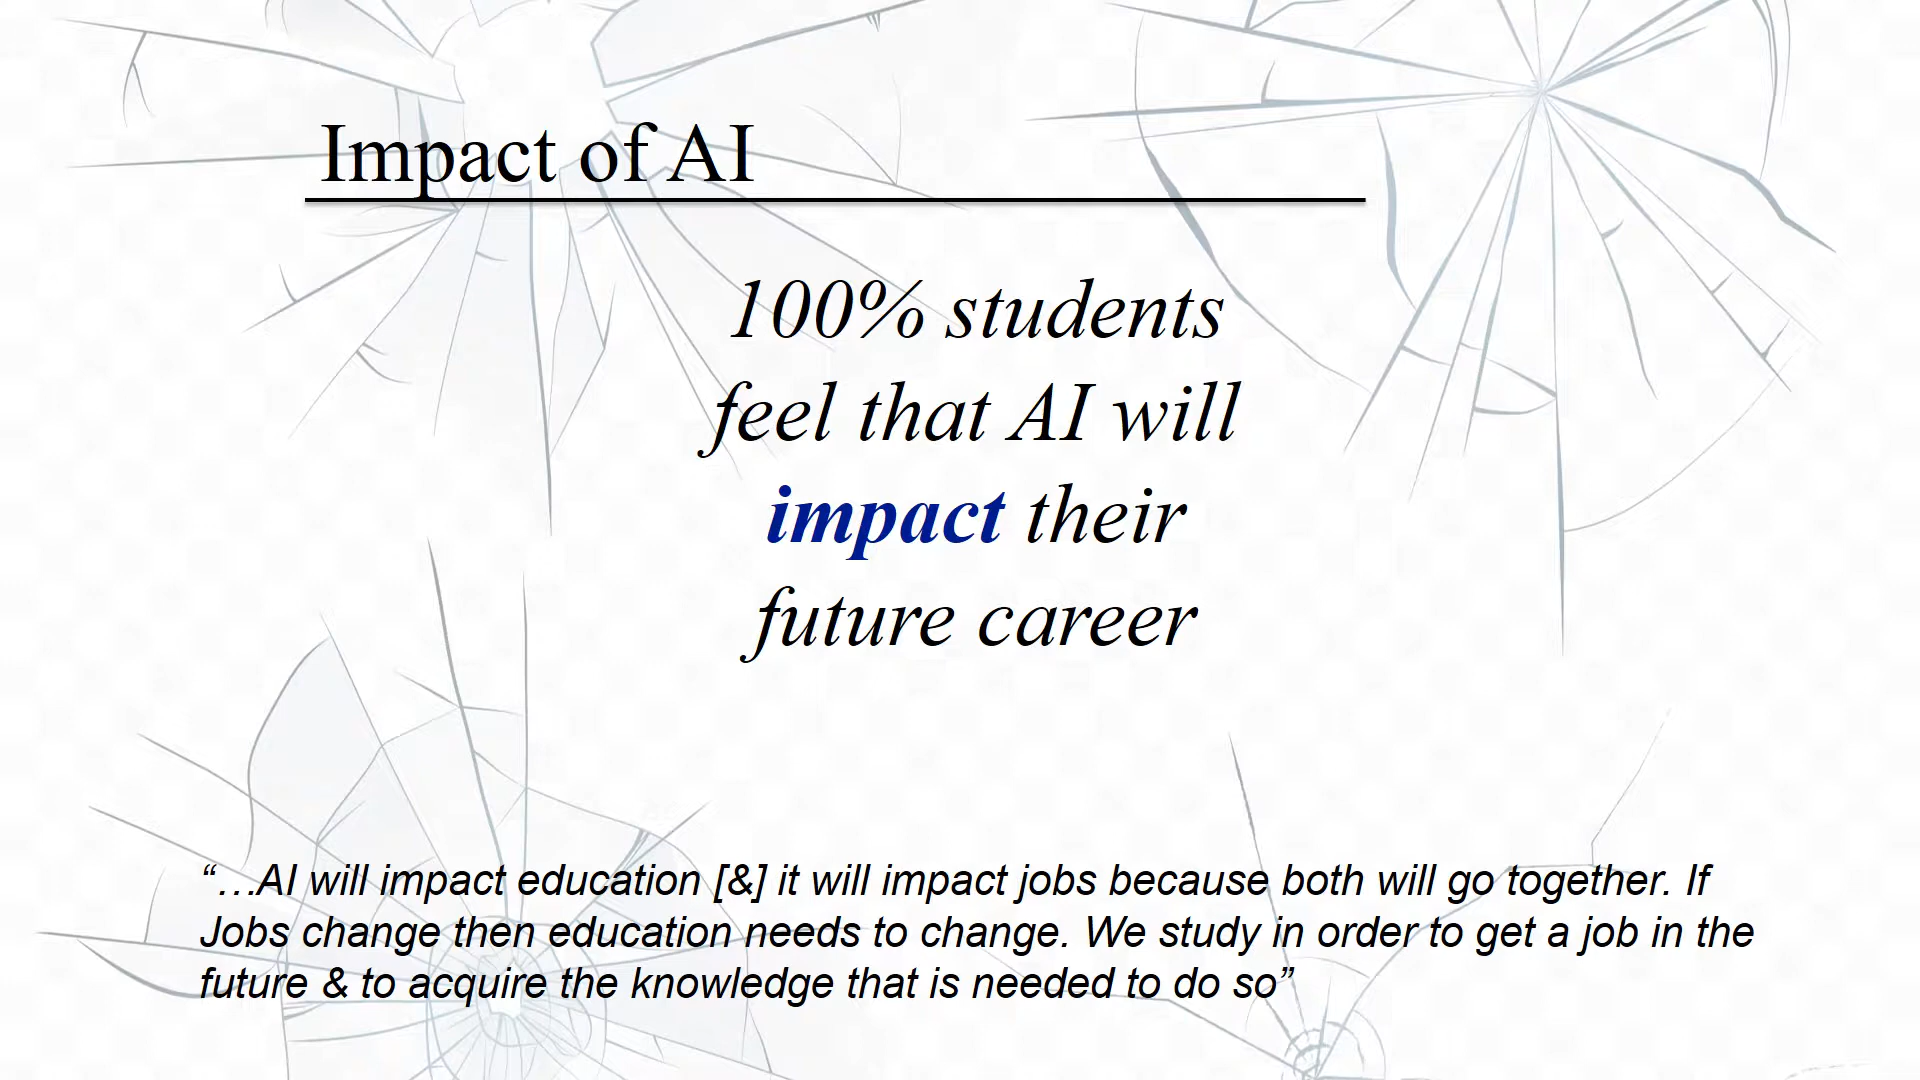 Impact of AI
100% students
feel that AI will
impact their
future career
“…AI will impact education [&] it will impact jobs because both will go together. If
Jobs change then education needs to change. We study in order to get a job in the
future & to acquire the knowledge that is needed to do so”